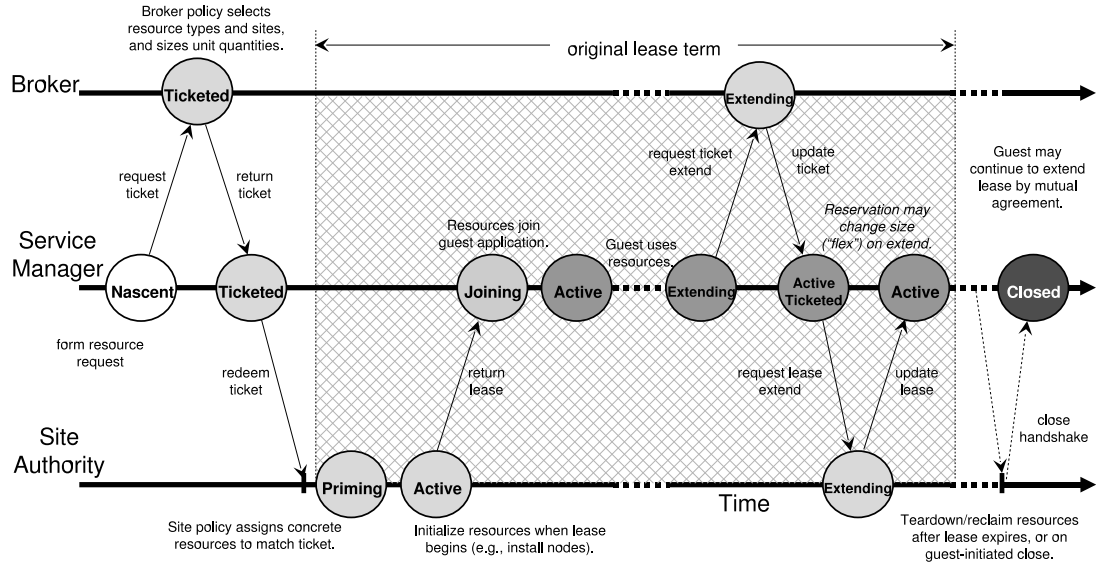 Broker policy selects
resource types and sites,
and sizes unit quantities.
original lease term
Broker
Ticketed
Extending
request
ticket
return
ticket
request ticket
extend
update
ticket
Guest may
continue to extend
lease by mutual
agreement.
Resources join
guest application.
Reservation may
change size
("flex") on extend.
Guest uses
resources.
Service
Manager
Nascent
Ticketed
Joining
Active
Extending
Active
Ticketed
Active
Closed
form resource
request
redeem
ticket
return
lease
request lease
extend
update
lease
close
handshake
Site
Authority
Priming
Active
Time
Extending
Site policy assigns concrete
resources to match ticket.
Initialize resources when lease
begins (e.g., install nodes).
Teardown/reclaim resources
after lease expires, or on
guest-initiated close.